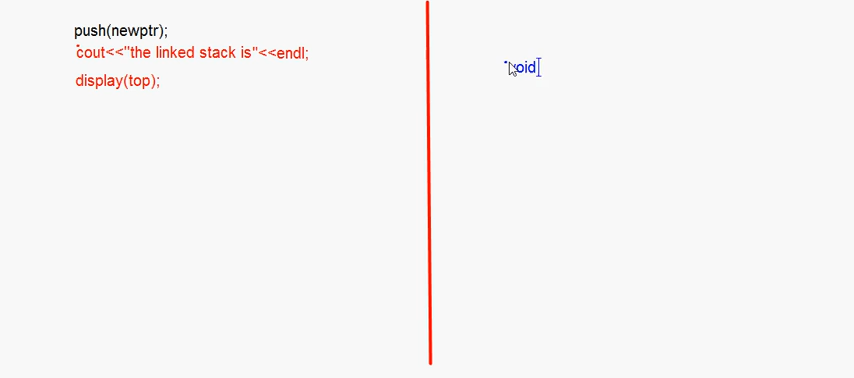 push(newptr);
cout<<"the linked stack is"<<endl;
display(top);
void